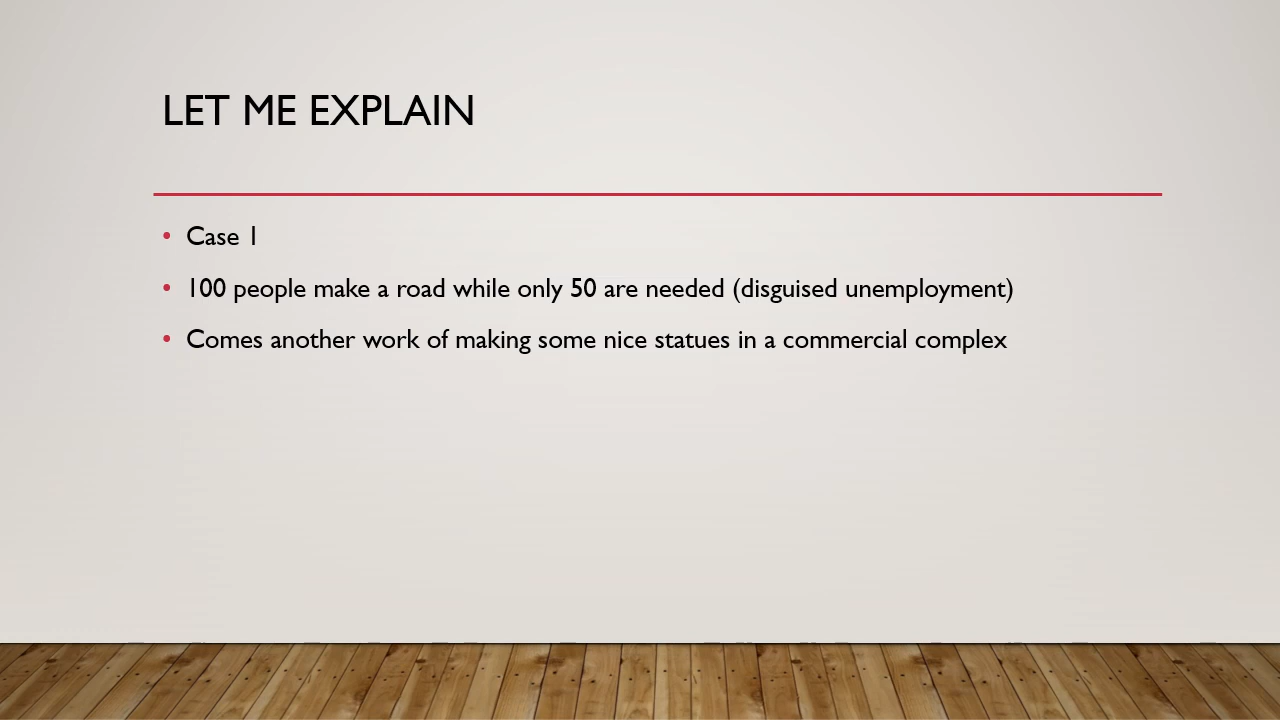 LET ME EXPLAIN
• Case 1
• 100 people make a road while only 50 are needed (disguised unemployment)
• Comes another work of making some nice statues in a commercial complex